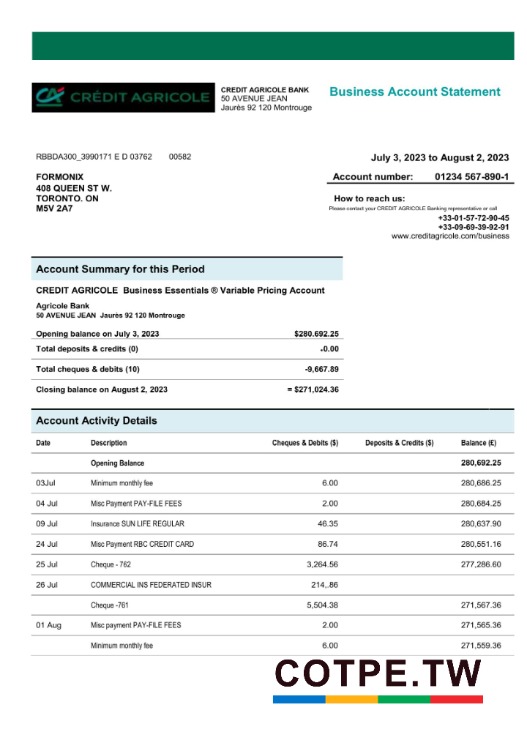 CRÉDIT AGRICOLE
CREDIT AGRICOLE BANK
50 AVENUE JEAN
Jaurès 92 120 Montrouge
Business Account Statement
RBBDA300_3990171 E D 03762 00582
July 3, 2023 to August 2, 2023
FORMONIX
408 QUEEN ST W.
TORONTO. ON
M5V 2A7
Account number: 01234 567-890-1
How to reach us:
Please contact your CREDIT AGRICOLE Banking representative or call
+33-01-57-72-90-45
+33-09-69-39-92-91
www.creditagricole.com/business
Account Summary for this Period
CREDIT AGRICOLE Business Essentials ® Variable Pricing Account
Agricole Bank
50 AVENUE JEAN Jaurès 92 120 Montrouge
Opening balance on July 3, 2023 $280.692.25
Total deposits & credits (0) -0.00
Total cheques & debits (10) -9,667.89
Closing balance on August 2, 2023 = $271,024.36
Account Activity Details
Date Description Cheques & Debits ($) Deposits & Credits ($) Balance (£)
Opening Balance 280,692.25
03Jul Minimum monthly fee 6.00 280,686.25
04 Jul Misc Payment PAY-FILE FEES 2.00 280,684.25
09 Jul Insurance SUN LIFE REGULAR 46.35 280,637.90
24 Jul Misc Payment RBC CREDIT CARD 86.74 280,551.16
25 Jul Cheque - 762 3,264.56 277,286.60
26 Jul COMMERCIAL INS FEDERATED INSUR 214,.86
Cheque -761 5,504.38 271,567.36
01 Aug Misc payment PAY-FILE FEES 2.00 271,565.36
Minimum monthly fee 6.00 271,559.36
COTPE.TW